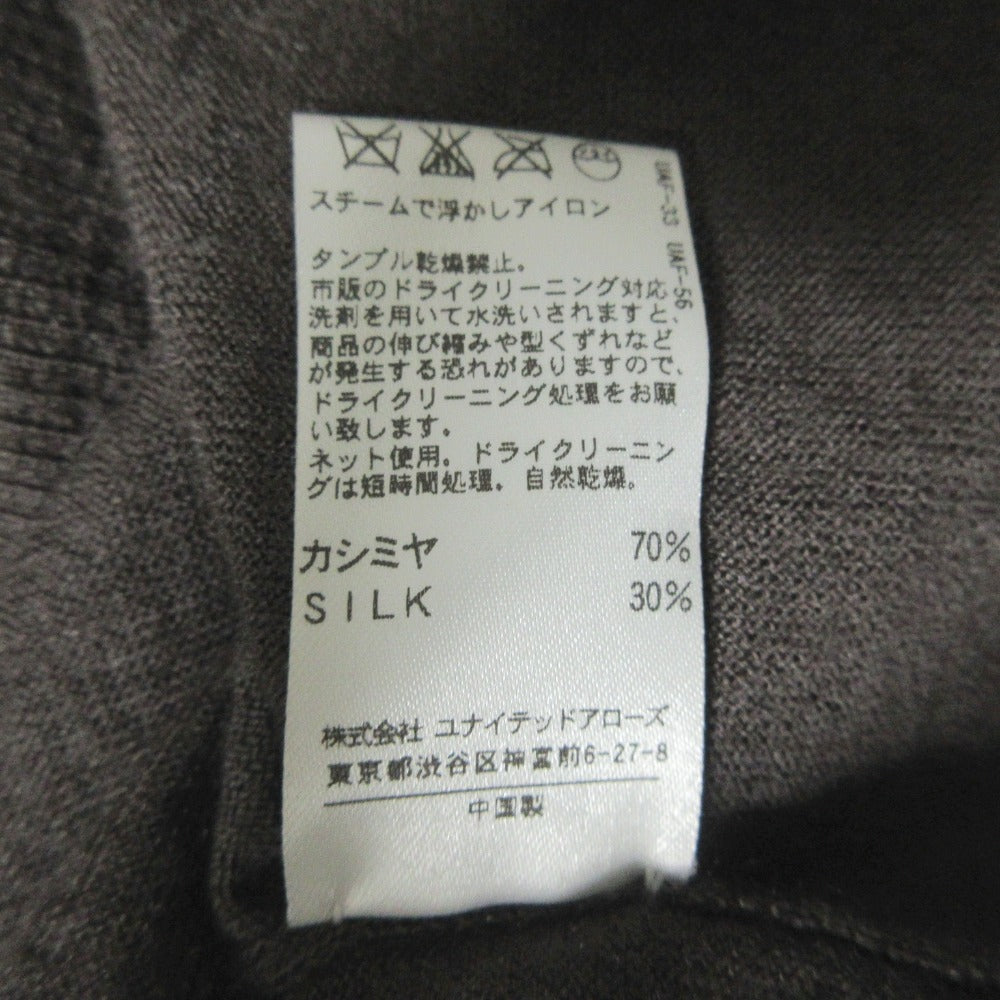 スチームで浮かしアイロン
タンブル乾燥禁止。
市販のドライクリーニング対応
洗剤を用いて水洗いされますと、
商品の伸び縮みや型くずれなど
が発生する恐れがありますので、
ドライクリーニング処理をお願
い致します。
ネット使用。ドライクリーニン
グは短時間処理。自然乾燥。
カシミヤ 70%
SILK 30%
株式会社 ユナイテッドアローズ
東京都渋谷区神宮前6-27-8
中国製
UAF-33 UAF-56